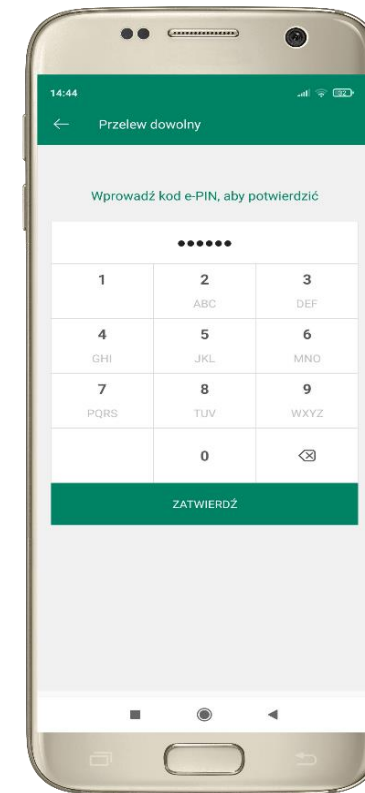 14:44
92
Przelew dowolny
Wprowadź kod e-PIN, aby potwierdzić
••••••
1 2 3
ABC DEF
4 5 6
GHI JKL MNO
7 8 9
PQRS TUV WXYZ
0
ZATWIERDŹ